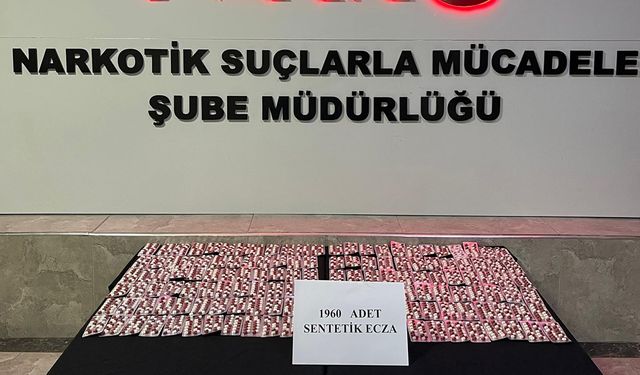 NARKOTİK SUÇLARLA MÜCADELE
ŞUBE MÜDÜRLÜĞÜ
1960 ADET
SENTETİK ECZA